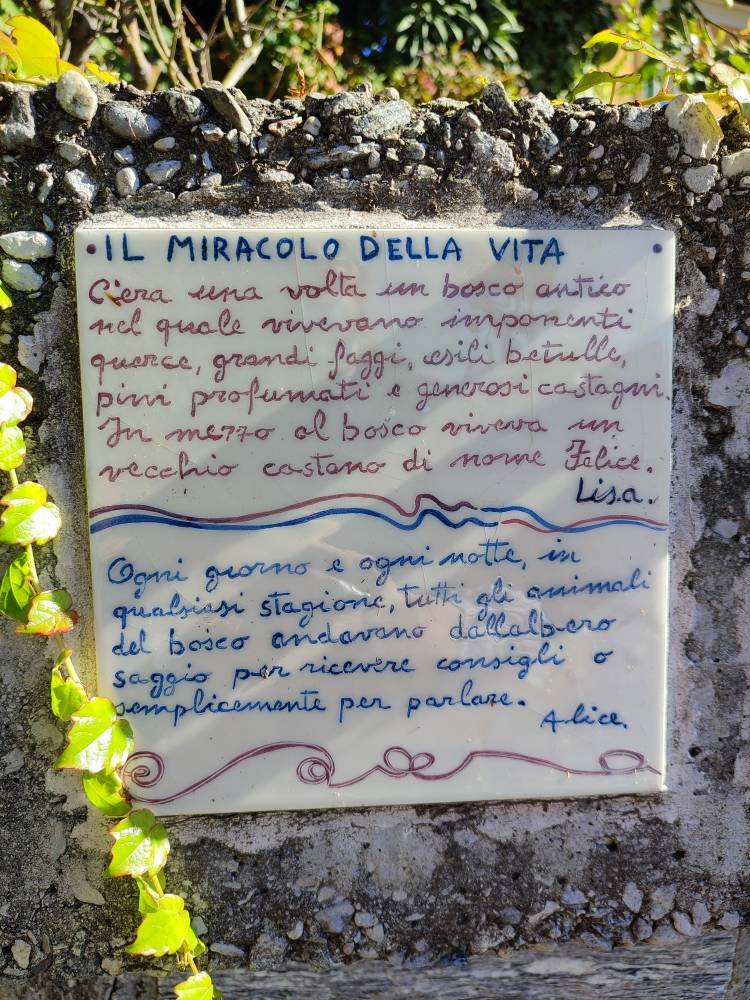 IL MIRACOLO DELLA VITA
C'era una volta un bosco antico
nel quale vivevano imponenti
querce, grandi faggi, esili betulle,
pini profumati e generosi castagni.
In mezzo al bosco viveva un
vecchio castano di nome Felice.
Lisa.
Ogni giorno e ogni notte, in
qualsiasi stagione, tutti gli animali
del bosco andavano dall'albero
saggio per ricevere consigli o
semplicemente per parlare.
Alice.